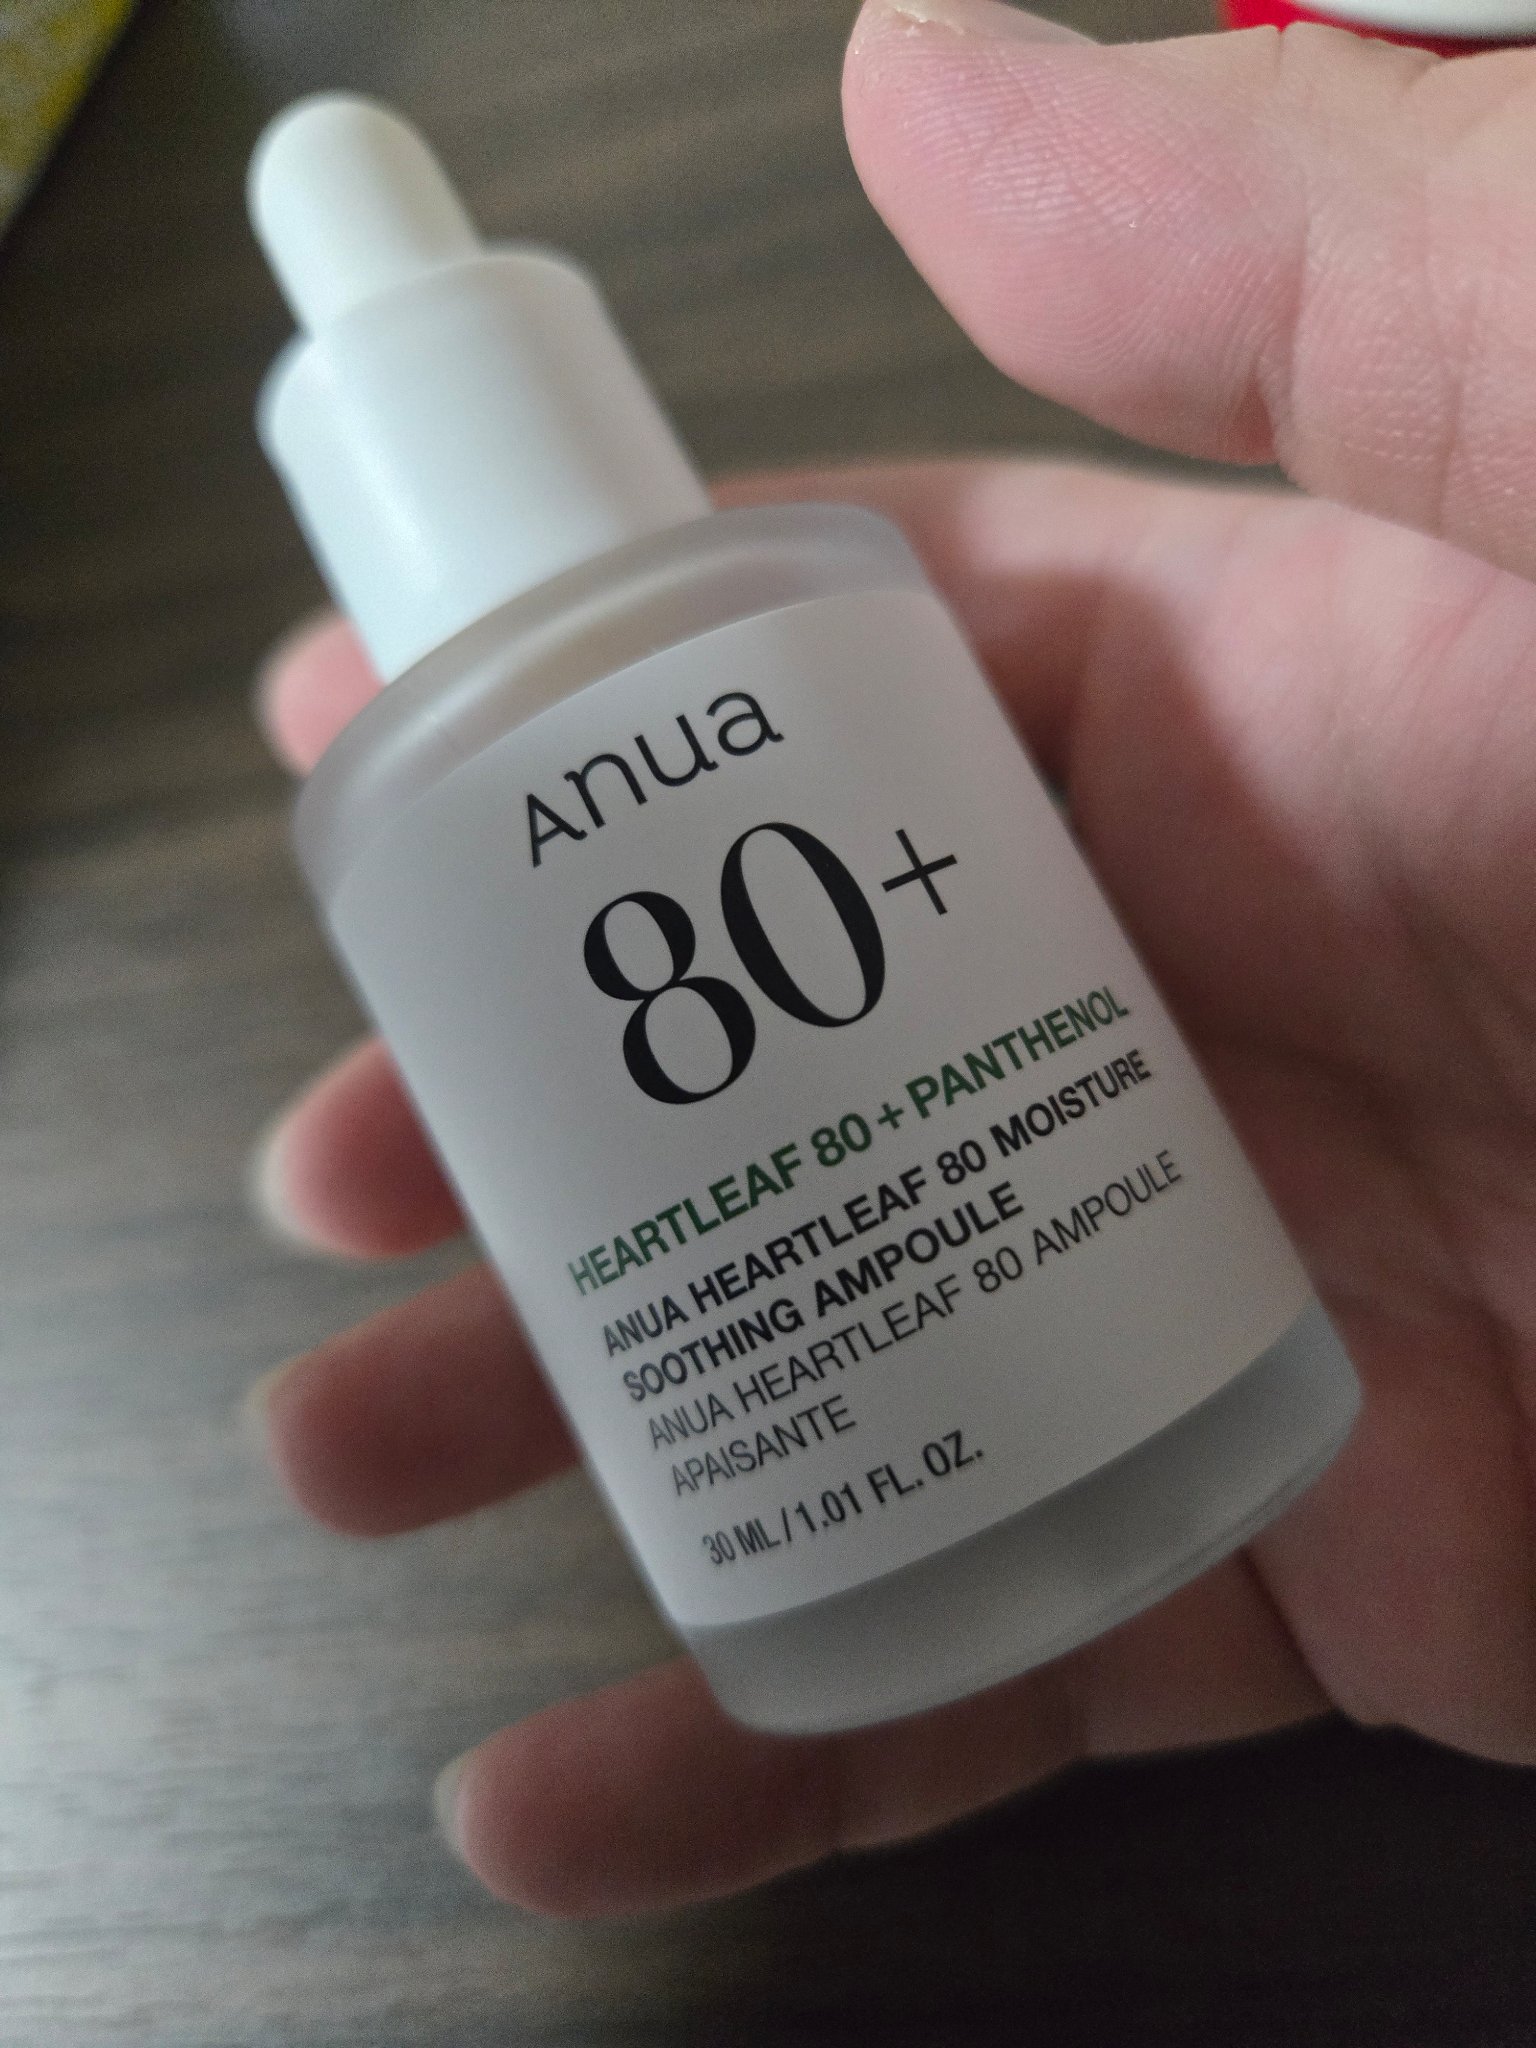 Anua
80+
HEARTLEAF 80 + PANTHENOL
ANUA HEARTLEAF 80 MOISTURE
SOOTHING AMPOULE
ANUA HEARTLEAF 80 AMPOULE
APAISANTE
30 ML / 1.01 FL. OZ.